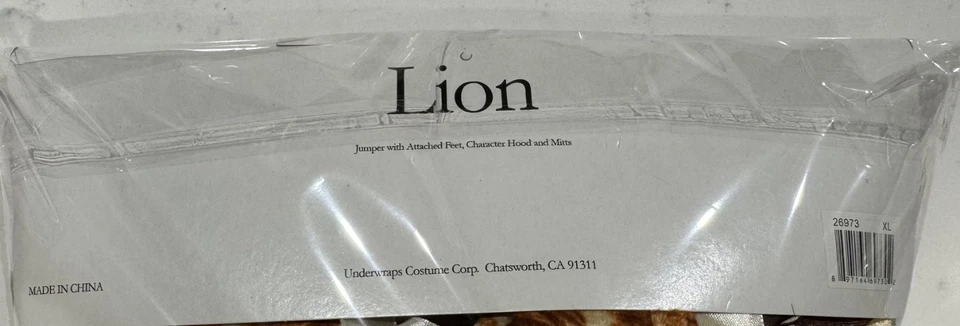 Lion
Jumper with Attached Feet, Character Hood and Mitts
26973 XL
Underwraps Costume Corp. Chatsworth, CA 91311
MADE IN CHINA